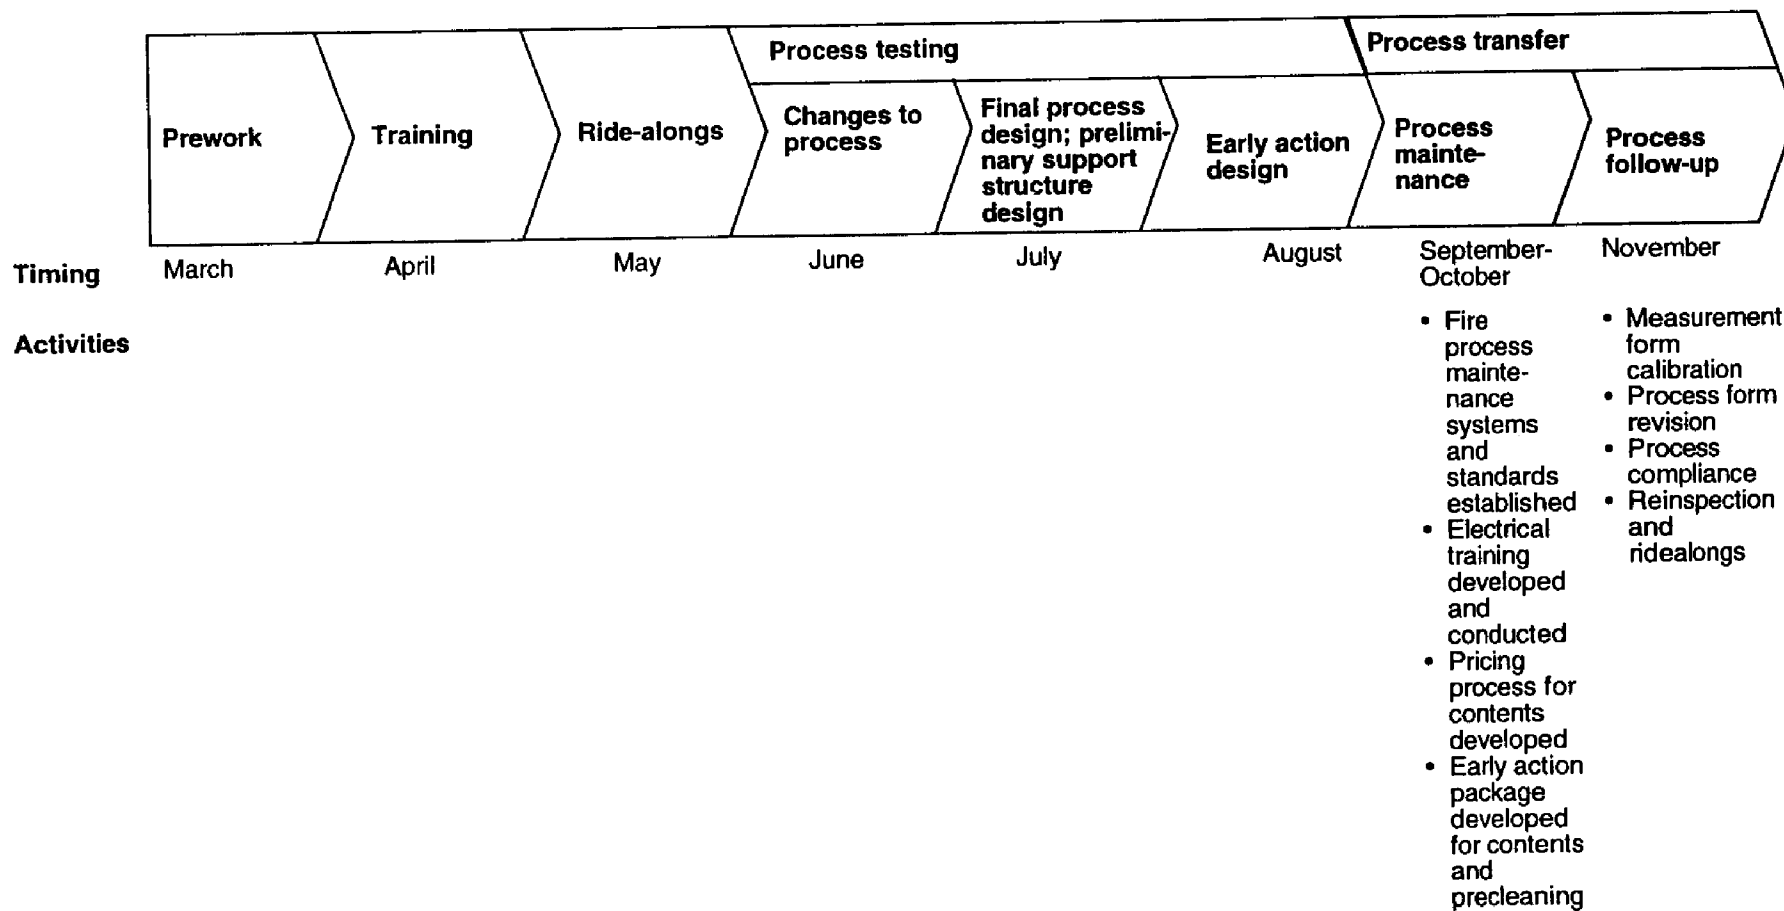 Process testing
Process transfer
Prework
Training
Ride-alongs
Changes to
process
Final process
design; prelimi-
nary support
structure
design
Early action
design
Process
mainte-
nance
Process
follow-up
Timing
March
April
May
June
July
August
September-
October
November
Activities
• Fire
process
mainte-
nance
systems
and
standards
established
• Electrical
training
developed
and
conducted
• Pricing
process for
contents
developed
• Early action
package
developed
for contents
and
precleaning
• Measurement
form
calibration
• Process form
revision
• Process
compliance
• Reinspection
and
ridealongs